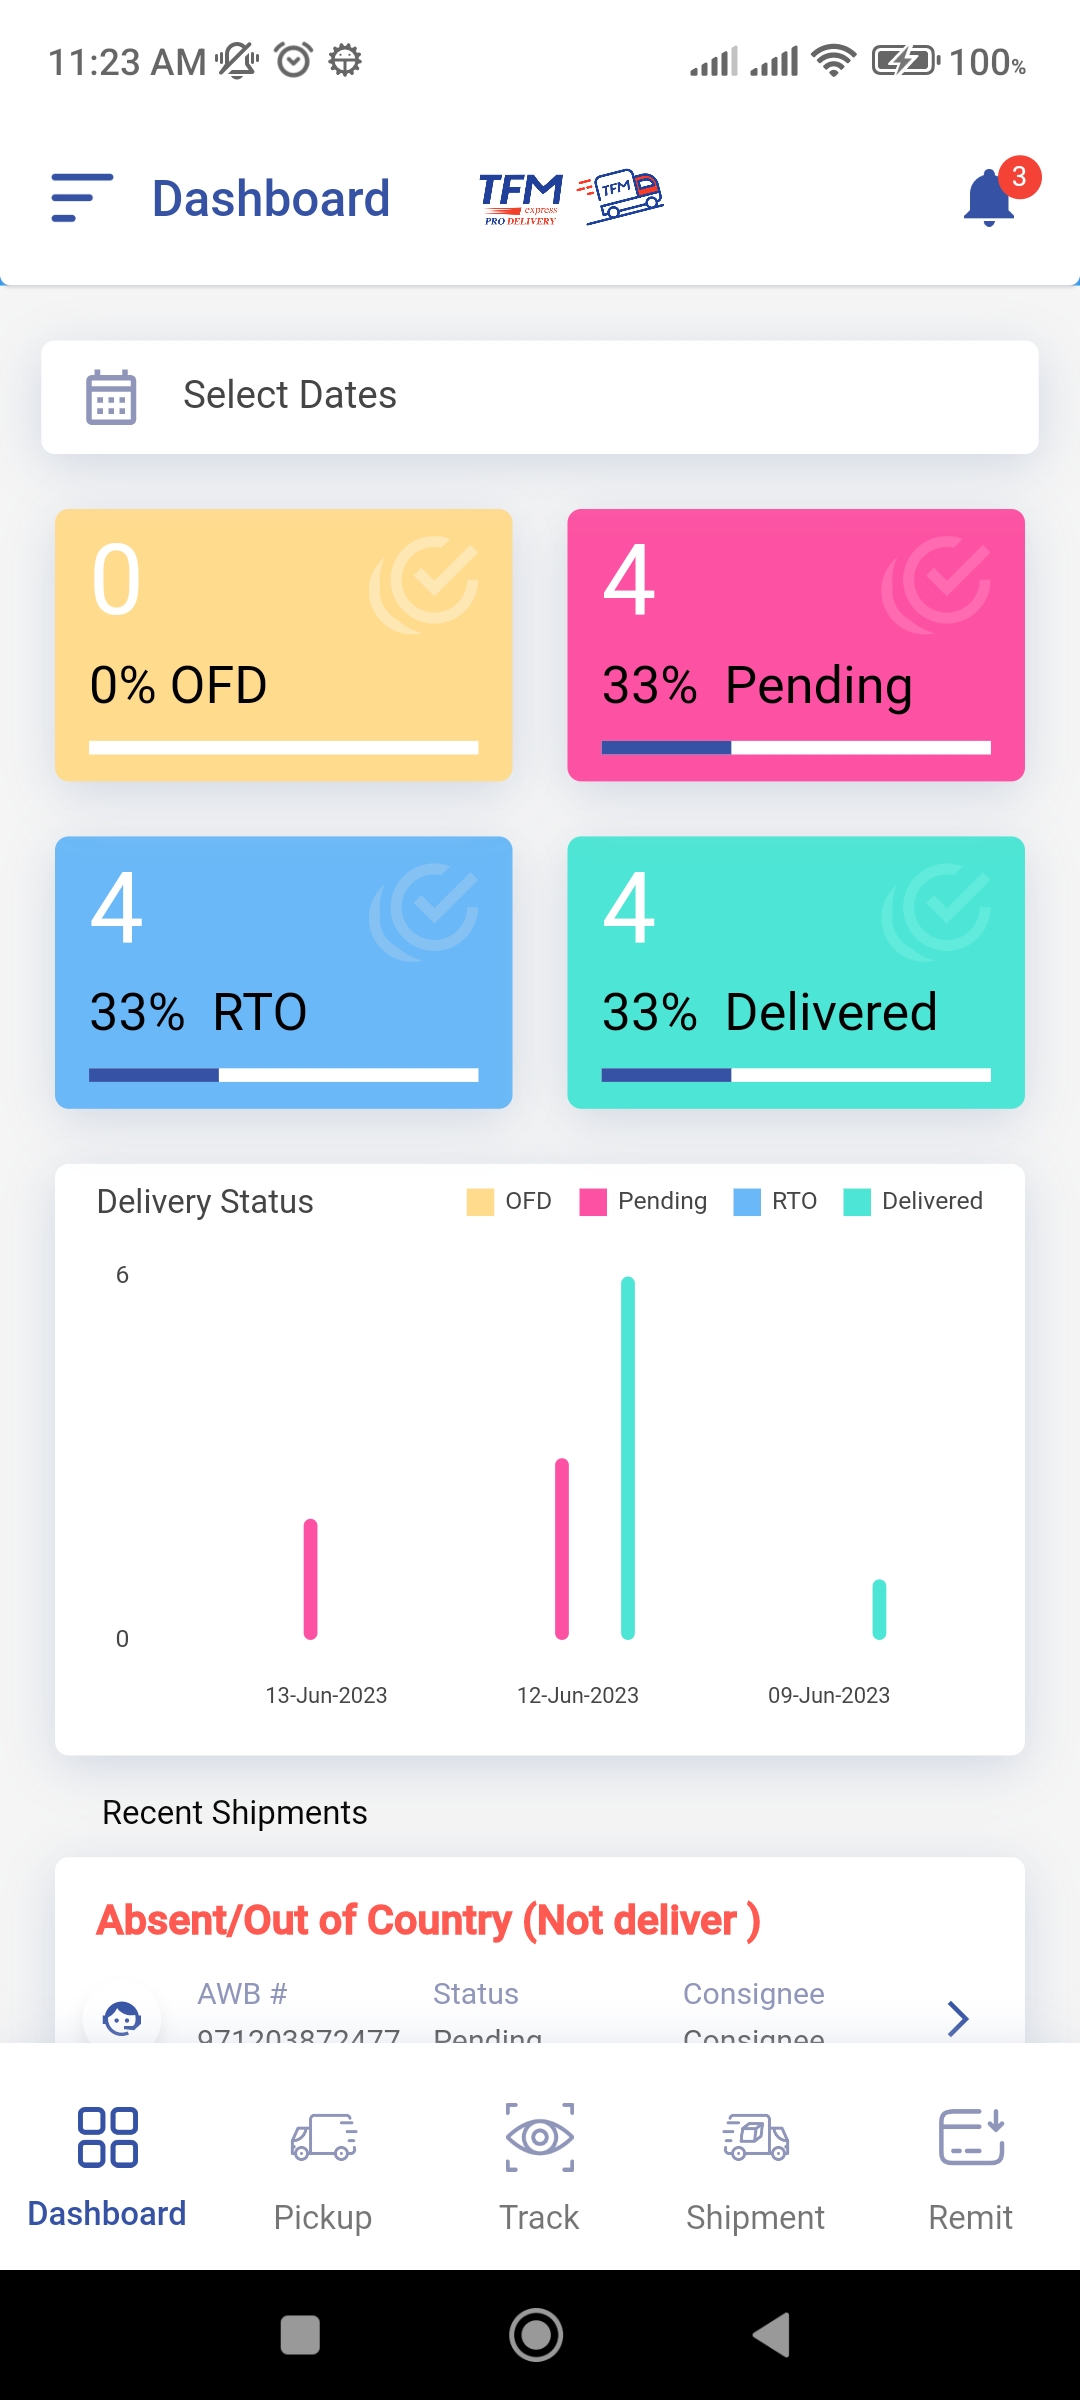 11:23 AM 100%
Dashboard
TFM
express
PRO DELIVERY
TFM
3
Select Dates
0
0% OFD
4
33% Pending
4
33% RTO
4
33% Delivered
Delivery Status
OFD Pending RTO Delivered
6
0
13-Jun-2023 12-Jun-2023 09-Jun-2023
Recent Shipments
Absent/Out of Country (Not deliver )
AWB # Status Consignee
971203872477 Pending Consignee
Dashboard Pickup Track Shipment Remit